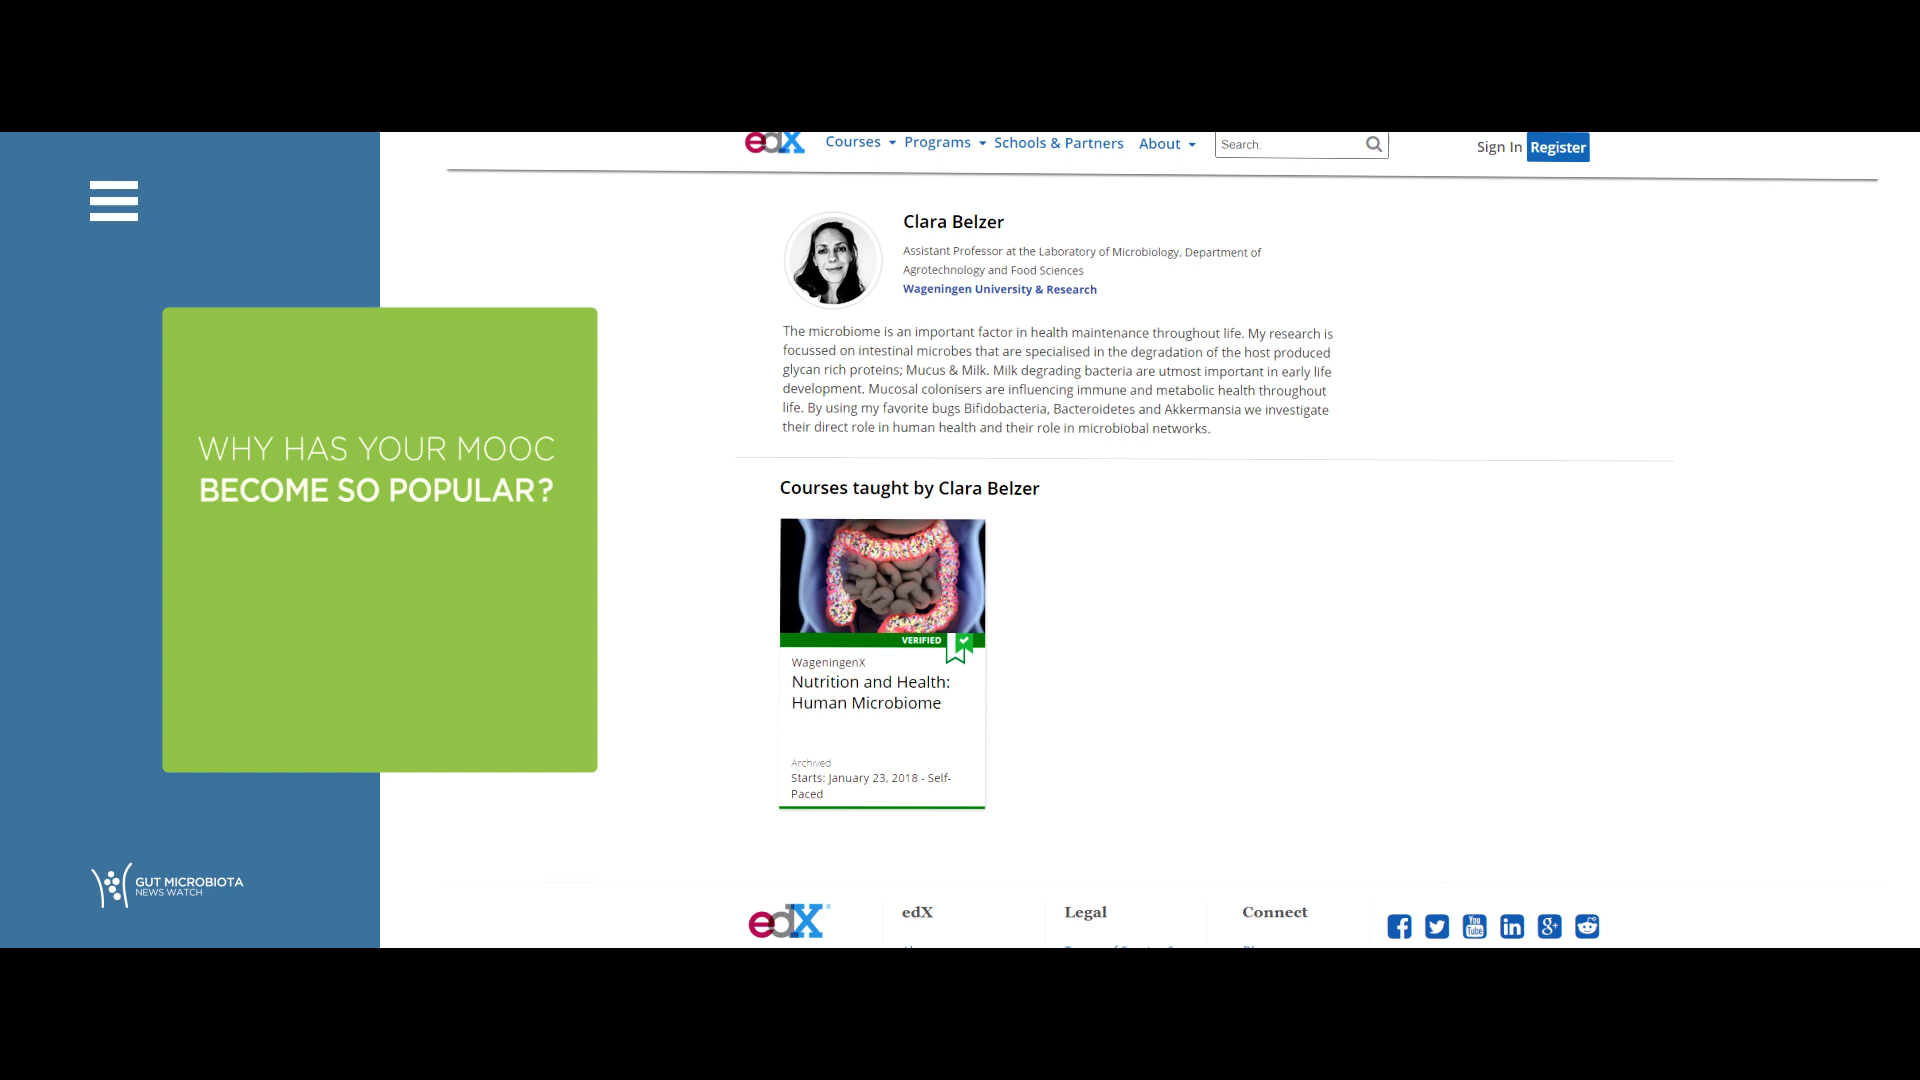 edX Courses Programs Schools & Partners About Search: Sign In Register
WHY HAS YOUR MOOC
BECOME SO POPULAR?
GUT MICROBIOTA
NEWS WATCH
Clara Belzer
Assistant Professor at the Laboratory of Microbiology, Department of
Agrotechnology and Food Sciences
Wageningen University & Research
The microbiome is an important factor in health maintenance throughout life. My research is
focussed on intestinal microbes that are specialised in the degradation of the host produced
glycan rich proteins; Mucus & Milk. Milk degrading bacteria are utmost important in early life
development. Mucosal colonisers are influencing immune and metabolic health throughout
life. By using my favorite bugs Bifidobacteria, Bacteroidetes and Akkermansia we investigate
their direct role in human health and their role in microbiobal networks.
Courses taught by Clara Belzer
VERIFIED
WageningenX
Nutrition and Health:
Human Microbiome
Archived
Starts: January 23, 2018 - Self-
Paced
edX edX Legal Connect
You
Tube in g+